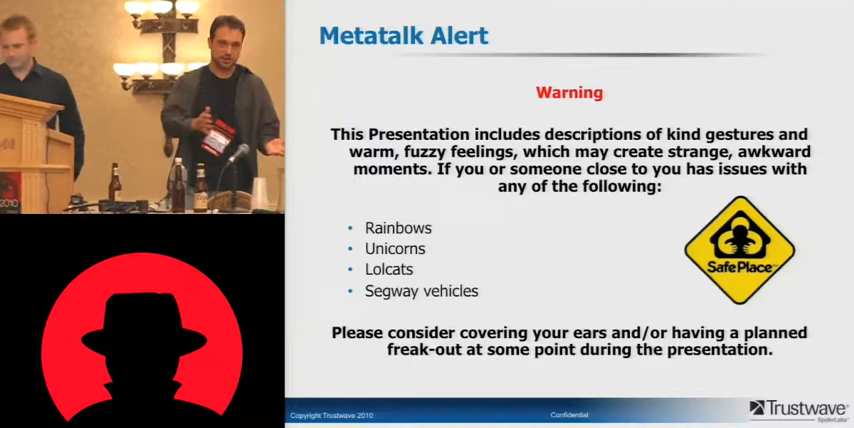 Metatalk Alert
Warning
This Presentation includes descriptions of kind gestures and
warm, fuzzy feelings, which may create strange, awkward
moments. If you or someone close to you has issues with
any of the following:
• Rainbows
• Unicorns
• Lolcats
• Segway vehicles
SafePlace
Please consider covering your ears and/or having a planned
freak-out at some point during the presentation.
Copyright Trustwave 2010
Confidential
Trustwave®
SpiderLabs®
2010